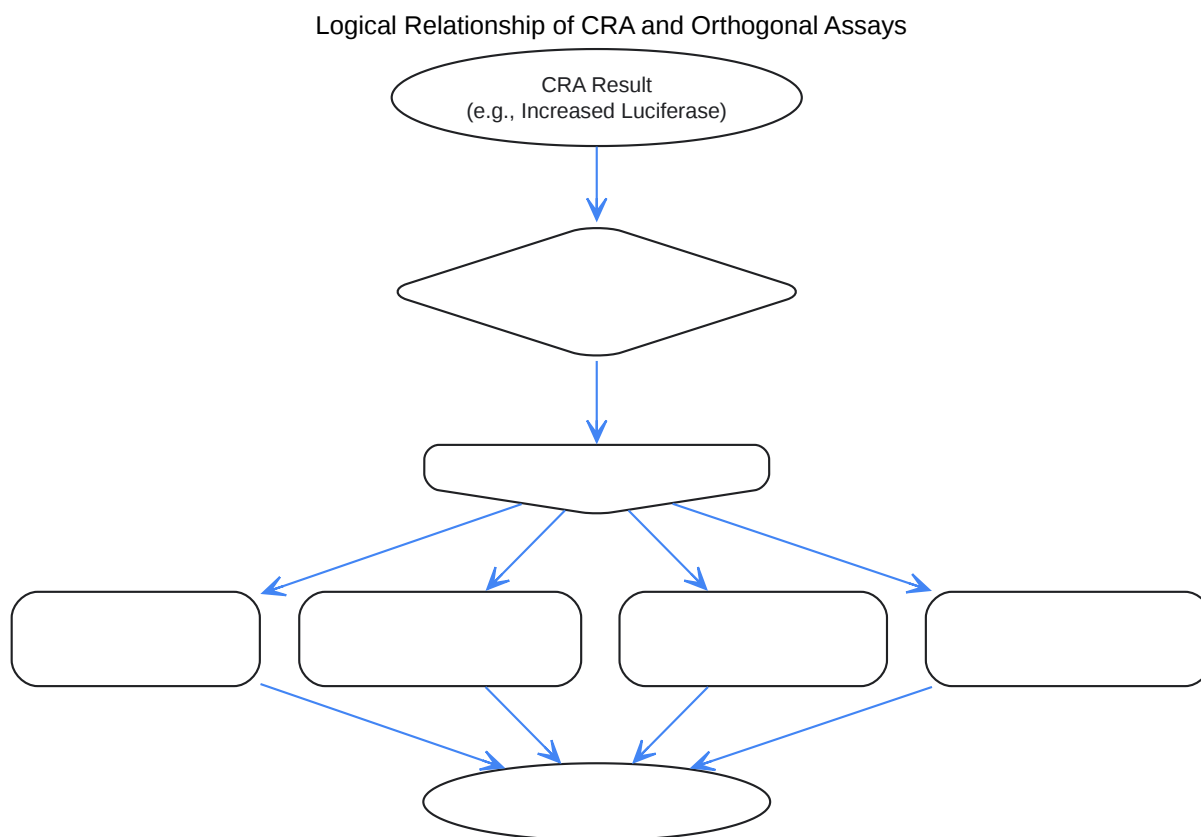 Logical Relationship of CRA and Orthogonal Assays
CRA Result
(e.g., Increased Luciferase)